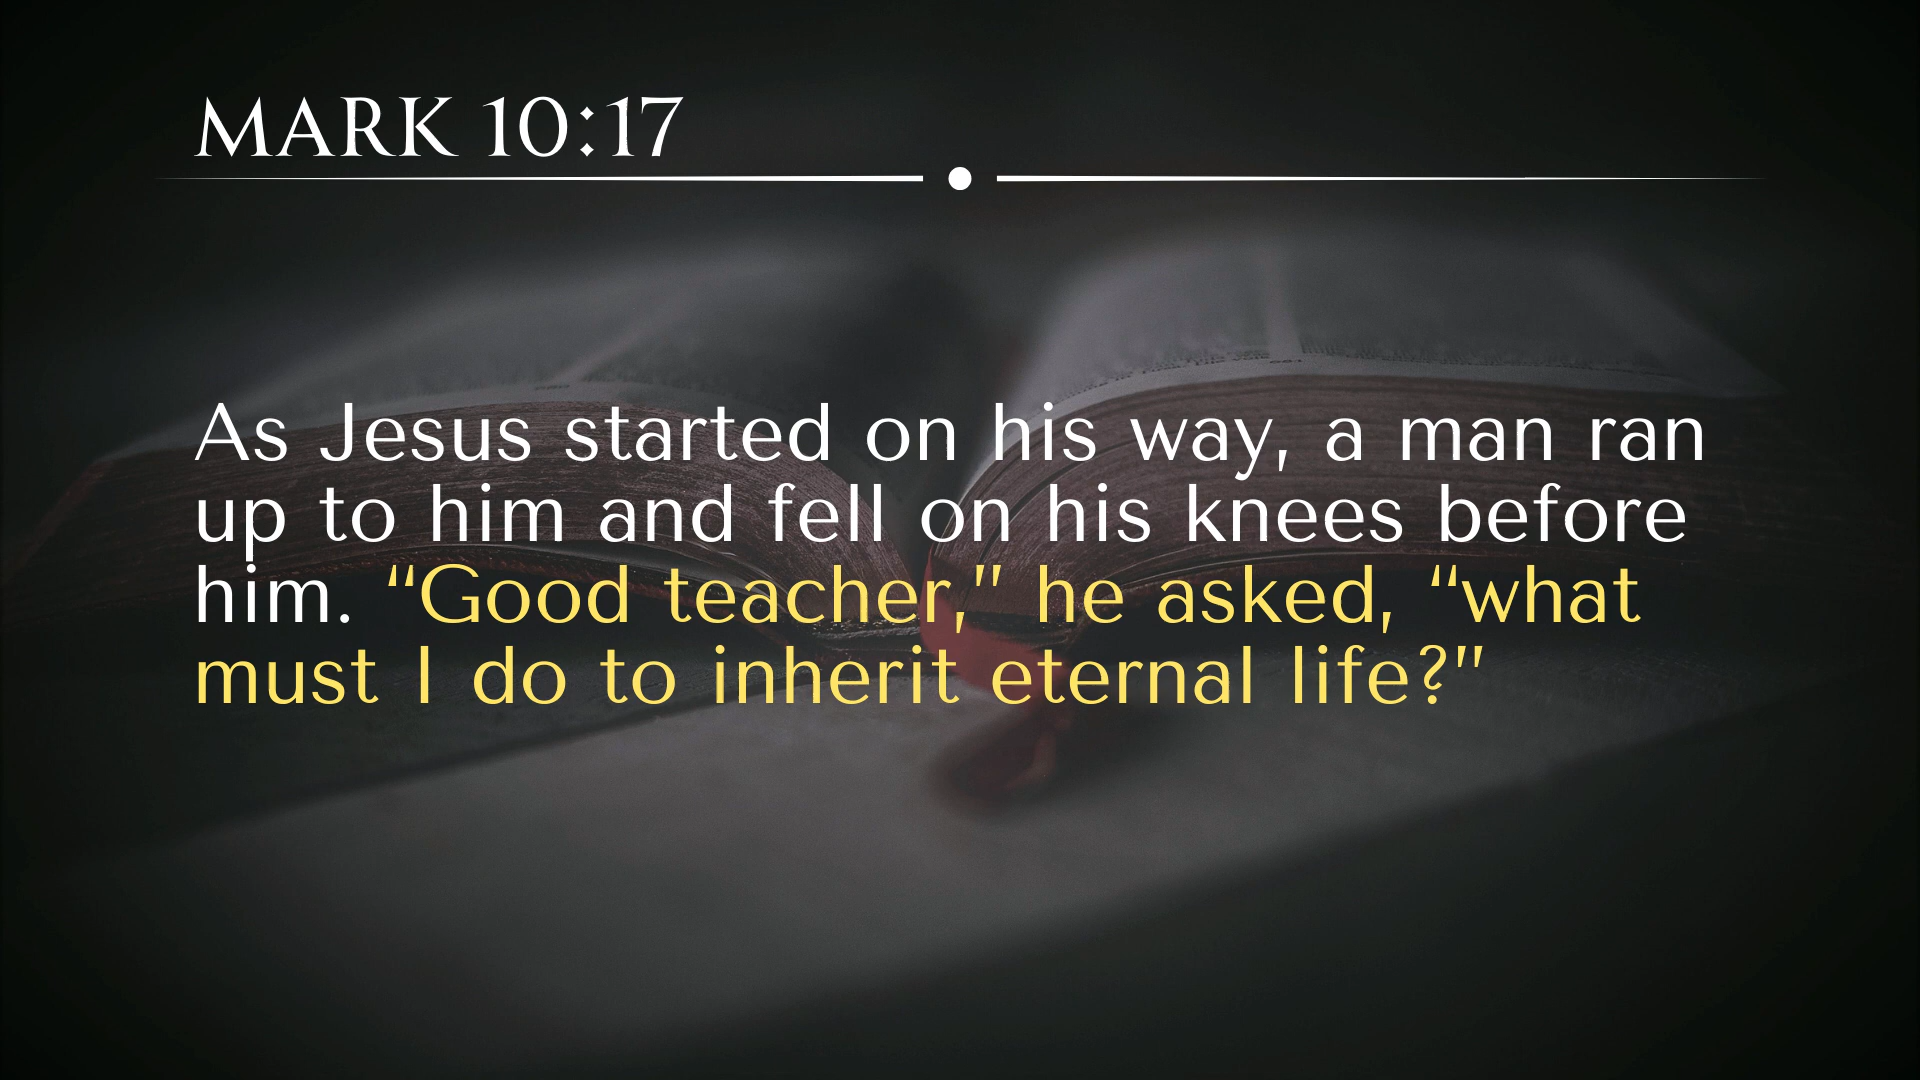 MARK 10:17
As Jesus started on his way, a man ran
up to him and fell on his knees before
him. “Good teacher,” he asked, “what
must I do to inherit eternal life?”